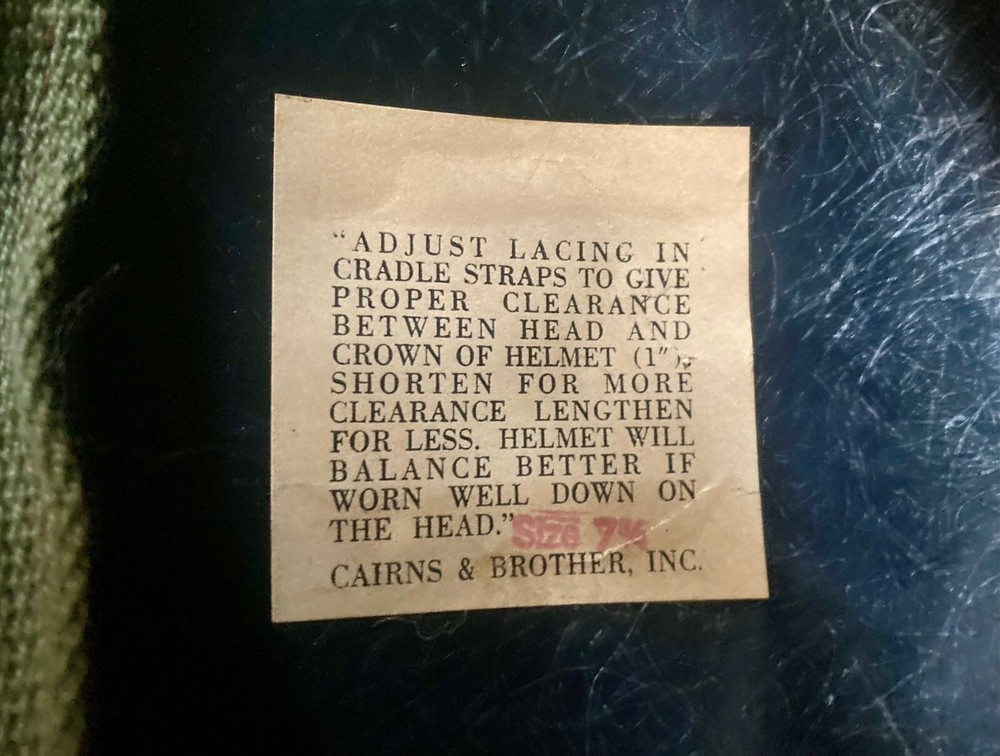 “ADJUST LACING IN
CRADLE STRAPS TO GIVE
PROPER CLEARANCE
BETWEEN HEAD AND
CROWN OF HELMET (1″).
SHORTEN FOR MORE
CLEARANCE LENGTHEN
FOR LESS. HELMET WILL
BALANCE BETTER IF
WORN WELL DOWN ON
THE HEAD.” Size
CAIRNS & BROTHER, INC.